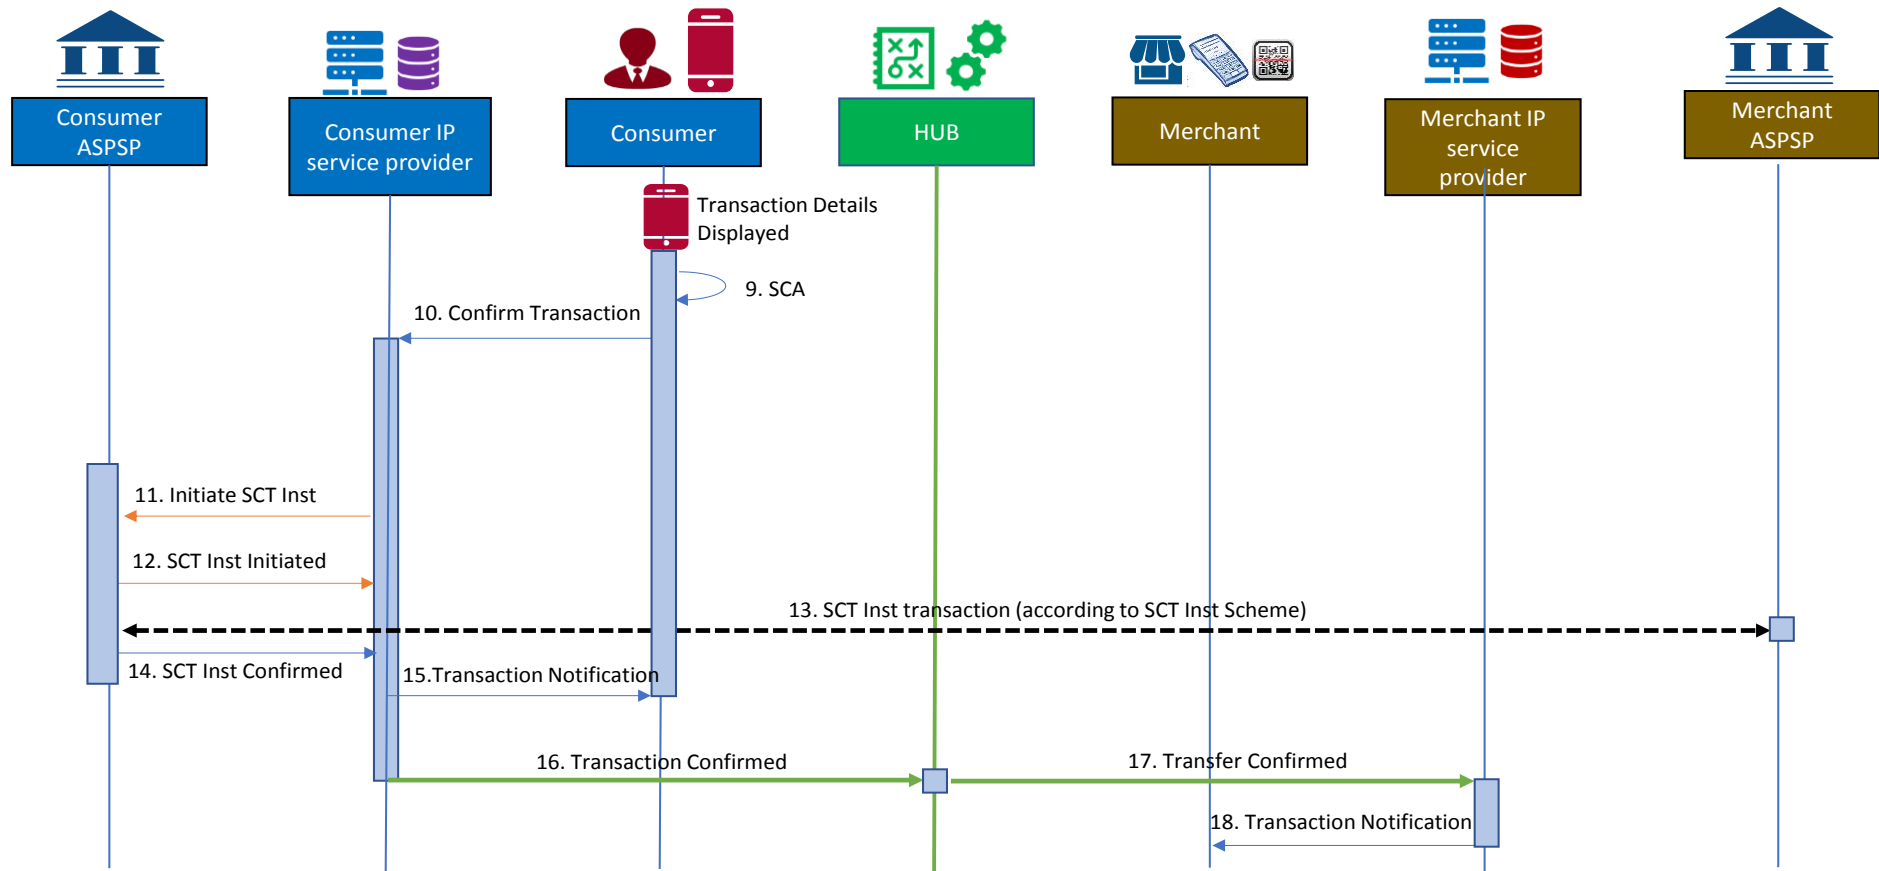 Consumer
ASPSP
Consumer IP
service provider
Consumer
HUB
Merchant
Merchant IP
service
provider
Merchant
ASPSP
Transaction Details
Displayed
9. SCA
10. Confirm Transaction
11. Initiate SCT Inst
12. SCT Inst Initiated
13. SCT Inst transaction (according to SCT Inst Scheme)
14. SCT Inst Confirmed
15.Transaction Notification
16. Transaction Confirmed
17. Transfer Confirmed
18. Transaction Notification